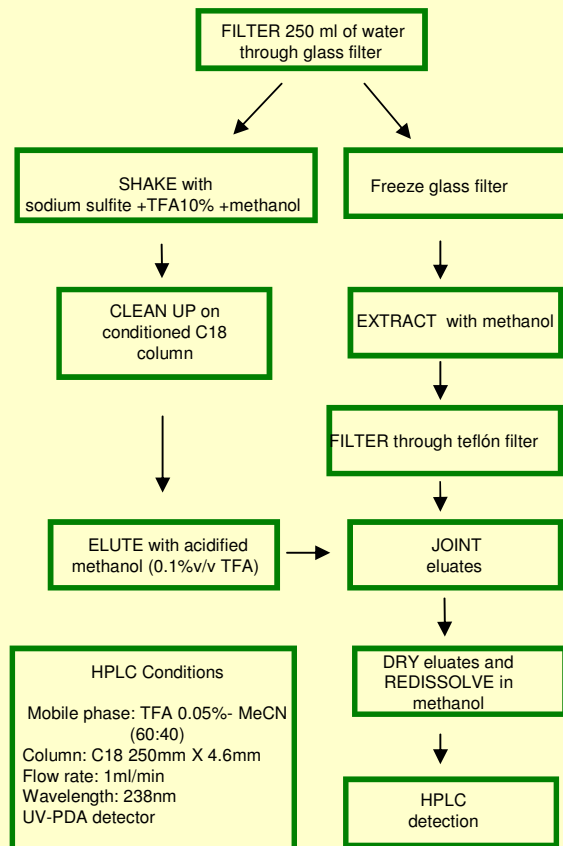 FILTER 250 ml of water
through glass filter
SHAKE with
sodium sulfite +TFA10% +methanol
Freeze glass filter
CLEAN UP on
conditioned C18
column
EXTRACT with methanol
FILTER through teflón filter
ELUTE with acidified
methanol (0.1%v/v TFA)
JOINT
eluates
DRY eluates and
REDISSOLVE in
methanol
HPLC
detection
HPLC Conditions
Mobile phase: TFA 0.05%- MeCN
(60:40)
Column: C18 250mm X 4.6mm
Flow rate: 1ml/min
Wavelength: 238nm
UV-PDA detector